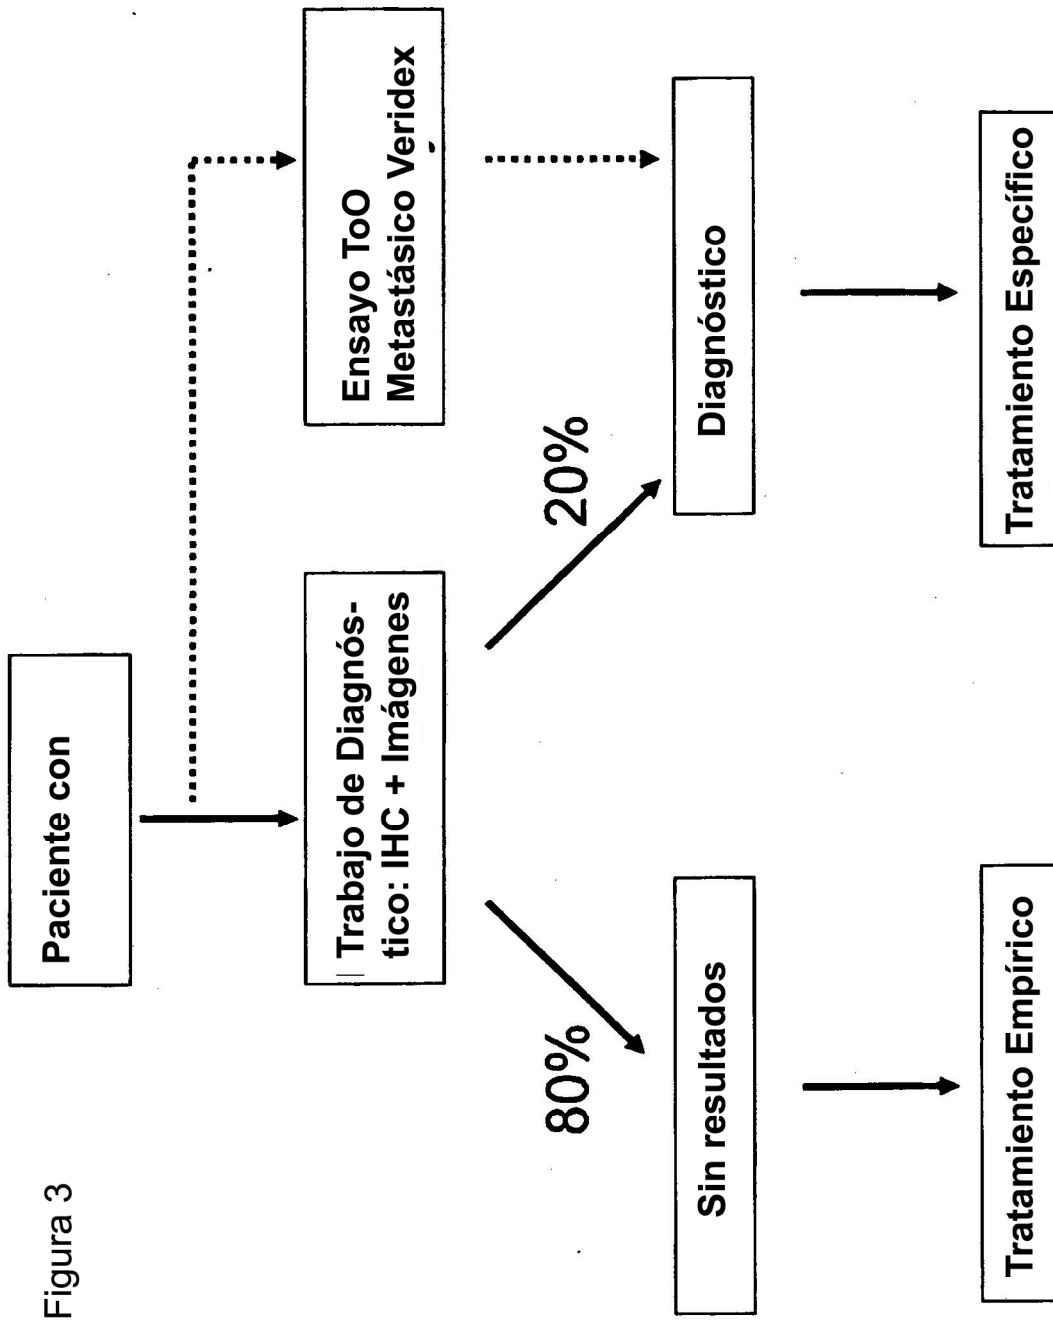 Figura 3
Paciente con
Trabajo de Diagnós-
tico: IHC + Imágenes
Ensayo ToO
Metastásico Veridex
80%
20%
Sin resultados
Diagnóstico
Tratamiento Empírico
Tratamiento Específico